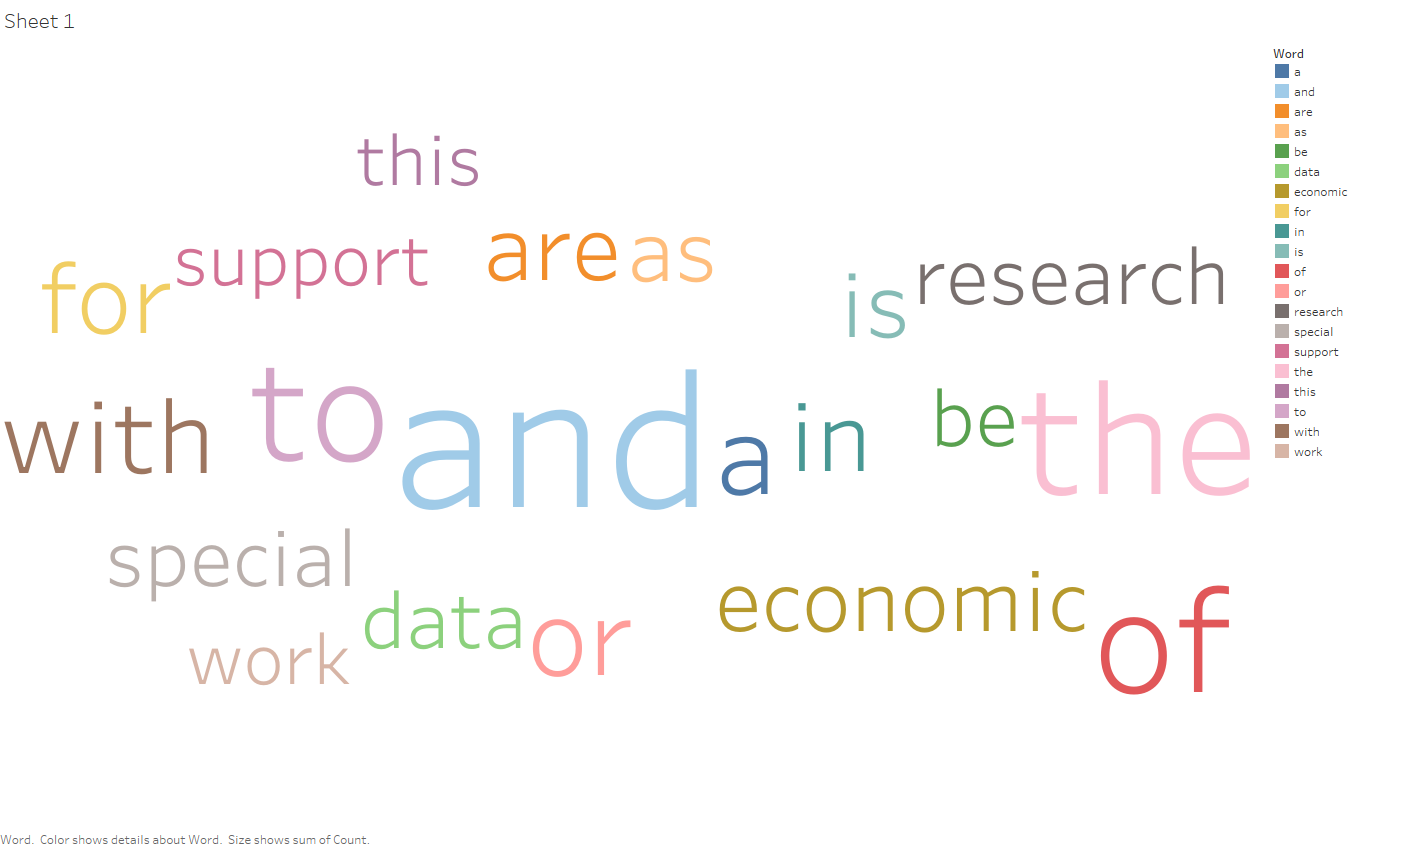 Sheet 1
this
support
are as
for
is
research
with
to
and
a
in
be
the
special
data
or
economic
of
work
Word
a
and
are
as
be
data
economic
for
in
is
of
or
research
special
support
the
this
to
with
work
Word. Color shows details about Word. Size shows sum of Count.